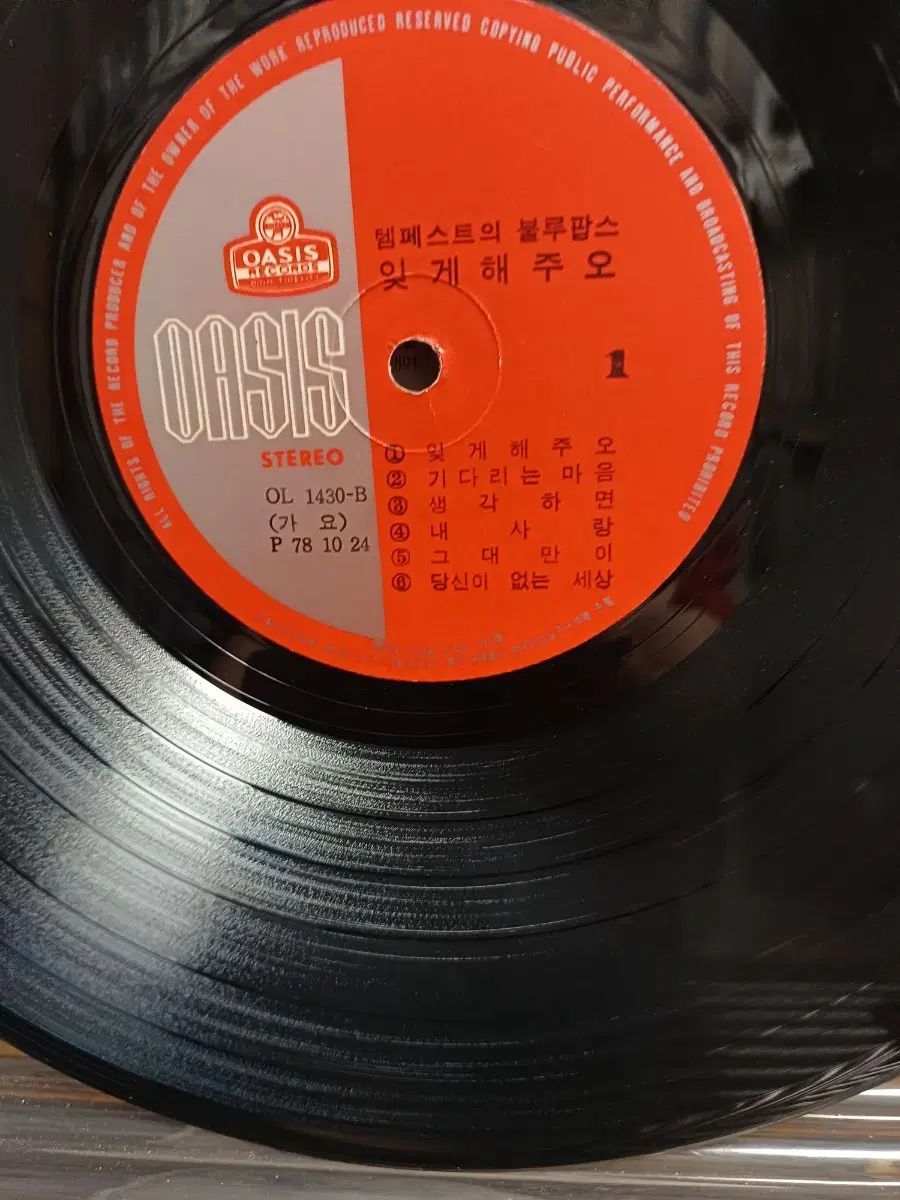 ALL RIGHTS OF THE RECORD PRODUCER AND OF THE OWNER OF THE WORK REPRODUCED RESERVED COPYING PUBLIC PERFORMANCE AND BROADCASTING OF THIS RECORD PROHIBITED
OASIS
RECORDS
OASIS
STEREO
OL 1430-B
(가 요)
P 78 10 24
템페스트의 불루팝스
잊게해주오
1
① 잊게해주오
② 기다리는 마음
③ 생각하면
④ 내사랑
⑤ 그대만이
⑥ 당신이 없는 세상